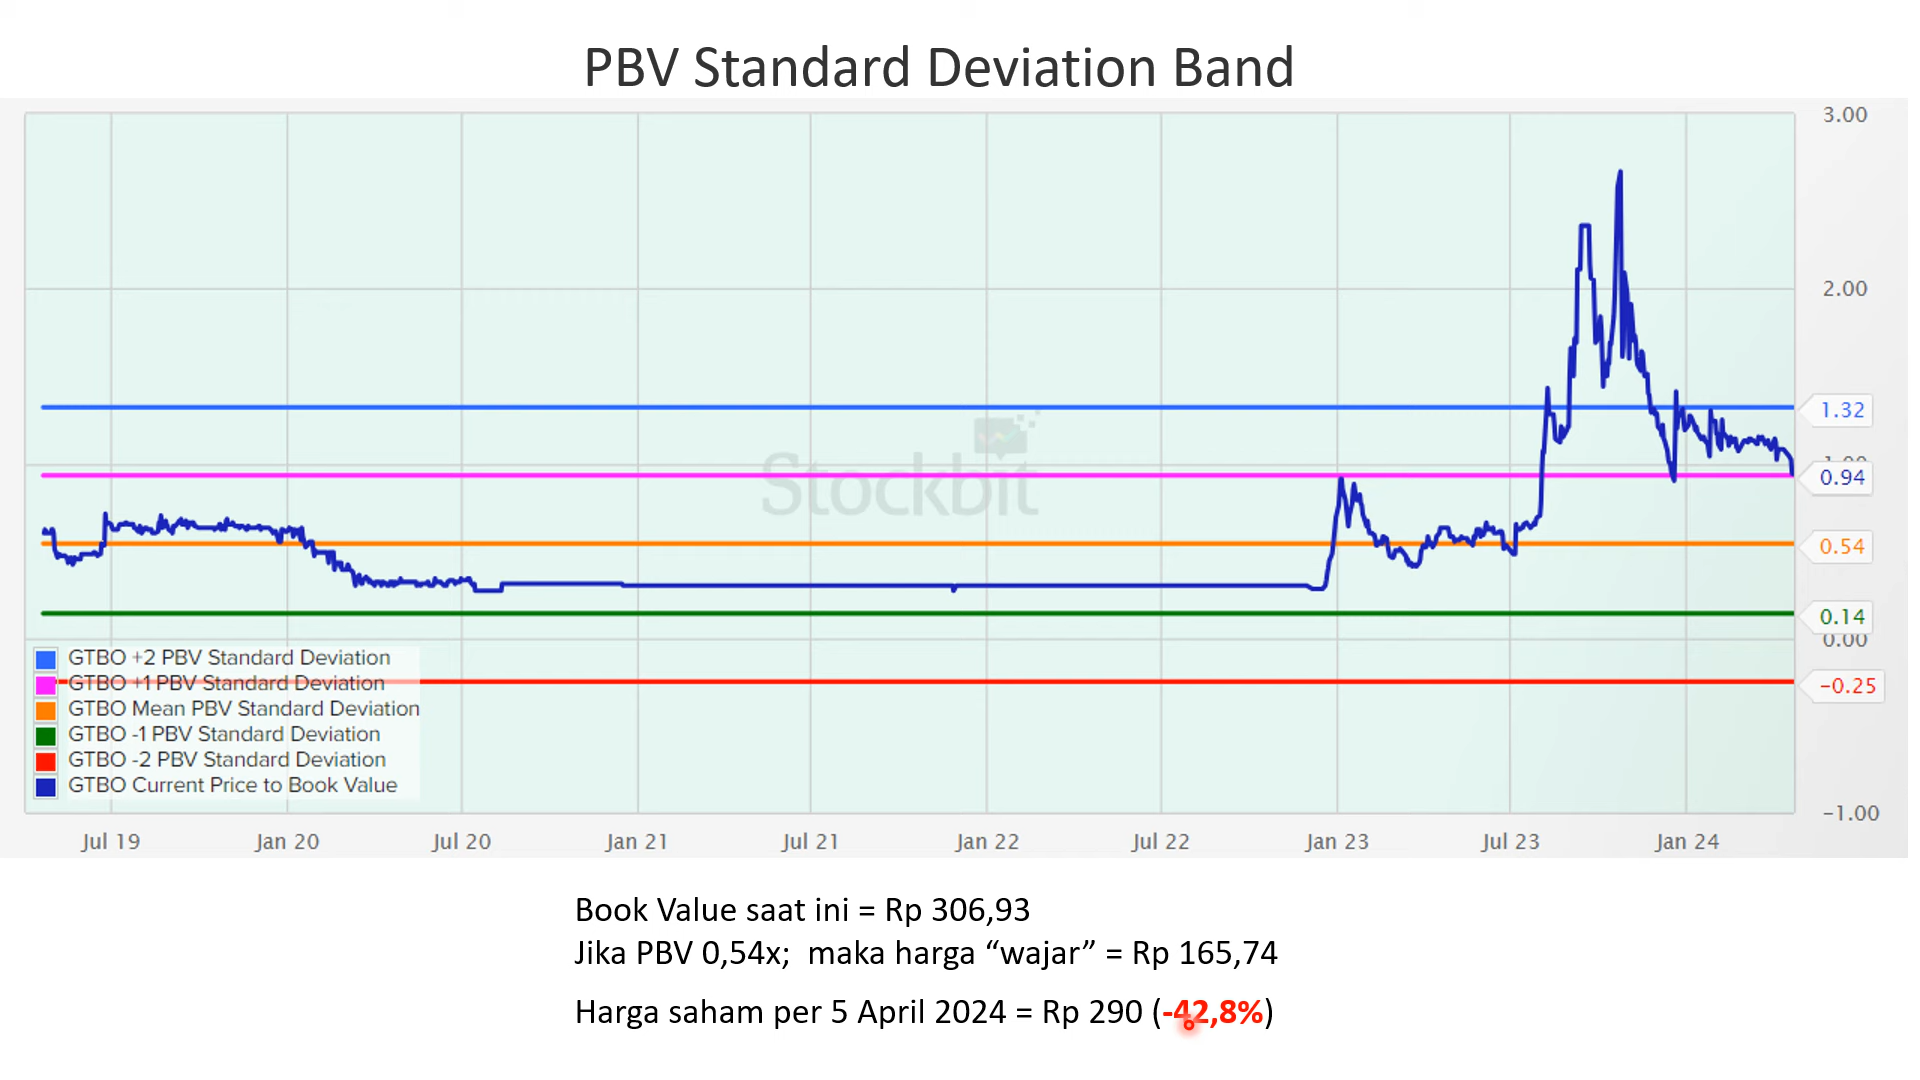 PBV Standard Deviation Band
3.00
2.00
1.32
1.00
0.94
0.54
0.14
0.00
-0.25
-1.00
Stockbit
GTBO +2 PBV Standard Deviation
GTBO +1 PBV Standard Deviation
GTBO Mean PBV Standard Deviation
GTBO -1 PBV Standard Deviation
GTBO -2 PBV Standard Deviation
GTBO Current Price to Book Value
Jul 19 Jan 20 Jul 20 Jan 21 Jul 21 Jan 22 Jul 22 Jan 23 Jul 23 Jan 24
Book Value saat ini = Rp 306,93
Jika PBV 0,54x; maka harga “wajar” = Rp 165,74
Harga saham per 5 April 2024 = Rp 290 (-42,8%)